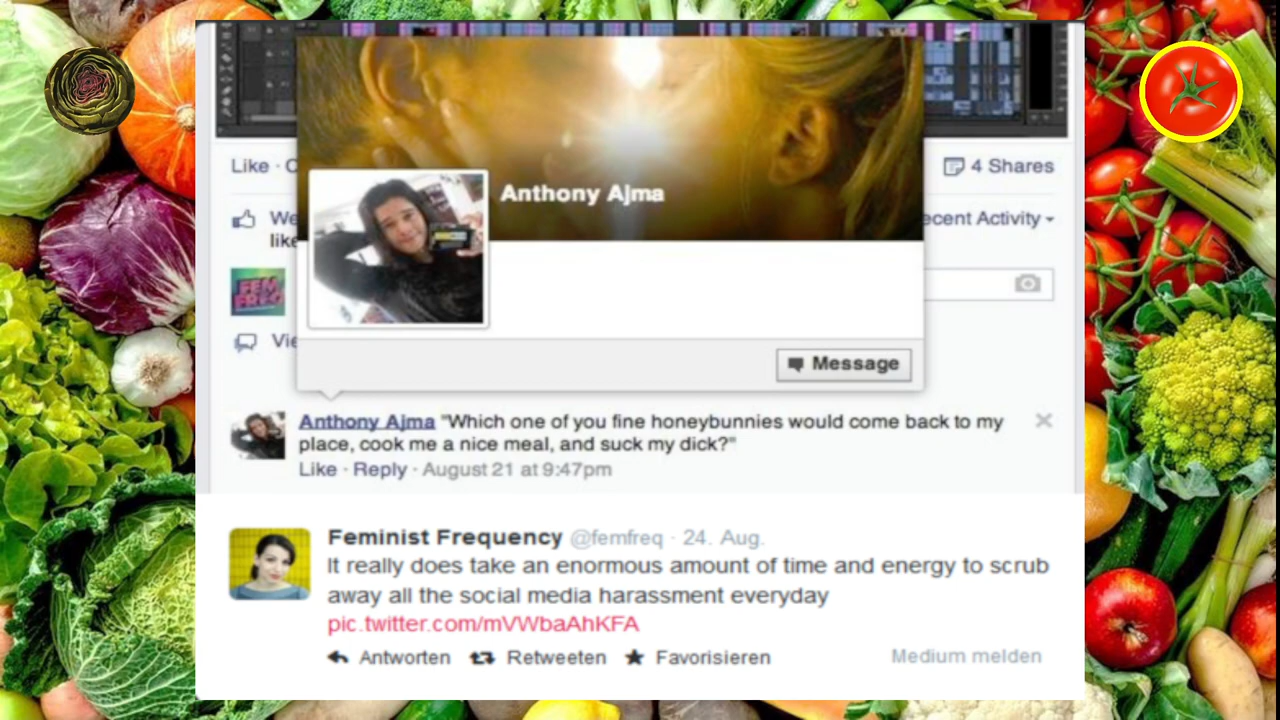 Anthony Ajma
Like · C
4 Shares
We
ecent Activity
like
FEM
FREQ
Vie
Message
Anthony Ajma "Which one of you fine honeybunnies would come back to my
place, cook me a nice meal, and suck my dick?"
Like · Reply · August 21 at 9:47pm
Feminist Frequency @femfreq · 24. Aug.
It really does take an enormous amount of time and energy to scrub
away all the social media harassment everyday
pic.twitter.com/mVWbaAhKFA
Antworten Retweeten Favorisieren Medium melden